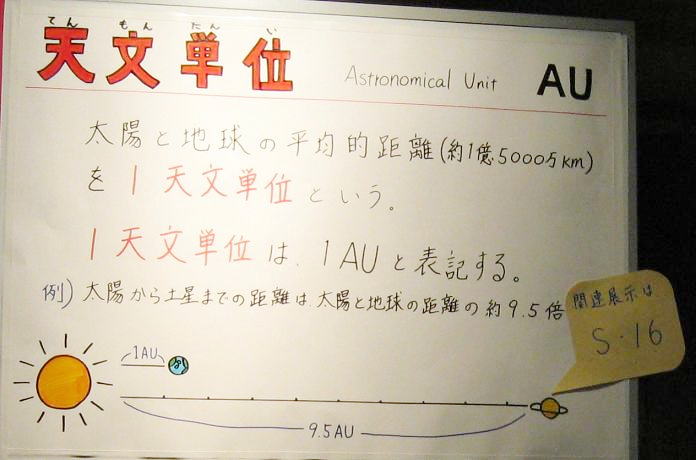 てん もん たん い
天文単位 Astronomical Unit AU
太陽と地球の平均的距離(約1億5000万km)
を1天文単位という。
1天文単位は、1AUと表記する。
例) 太陽から土星までの距離は、太陽と地球の距離の約9.5倍
関連展示は
S・16
1AU
9.5AU